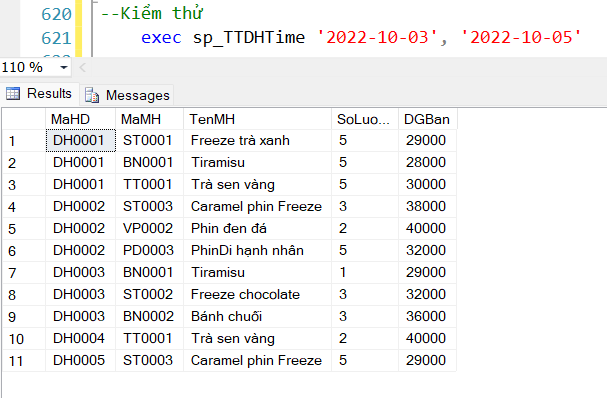 620 --Kiểm thử
621 exec sp_TTDHTime '2022-10-03', '2022-10-05'
110 %
Results Messages
MaHD MaMH TenMH SoLuo... DGBan
1 DH0001 ST0001 Freeze trà xanh 5 29000
2 DH0001 BN0001 Tiramisu 5 28000
3 DH0001 TT0001 Trà sen vàng 5 30000
4 DH0002 ST0003 Caramel phin Freeze 3 38000
5 DH0002 VP0002 Phin đen đá 2 40000
6 DH0002 PD0003 PhinDi hạnh nhân 5 32000
7 DH0003 BN0001 Tiramisu 1 29000
8 DH0003 ST0002 Freeze chocolate 3 32000
9 DH0003 BN0002 Bánh chuối 3 36000
10 DH0004 TT0001 Trà sen vàng 2 40000
11 DH0005 ST0003 Caramel phin Freeze 5 29000